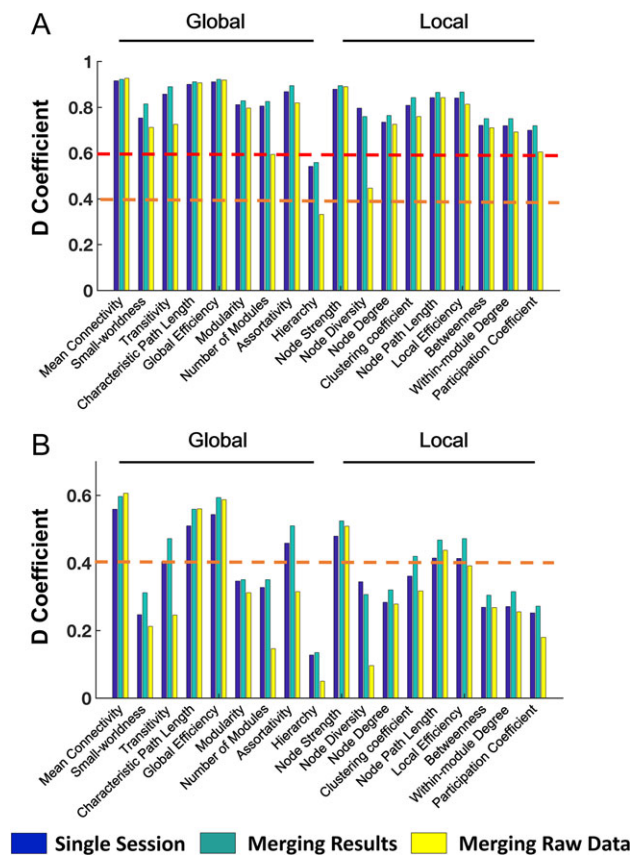 A
Global
Local
D Coefficient
1
0.8
0.6
0.4
0.2
0
Mean Connectivity
Small-worldness
Transitivity
Characteristic Path Length
Global Efficiency
Modularity
Number of Modules
Assortativity
Hierarchy
Node Strength
Node Diversity
Node Degree
Clustering coefficient
Node Path Length
Local Efficiency
Betweenness
Within-module Degree
Participation Coefficient
B
Global
Local
D Coefficient
0.6
0.4
0.2
0
Mean Connectivity
Small-worldness
Transitivity
Characteristic Path Length
Global Efficiency
Modularity
Number of Modules
Assortativity
Hierarchy
Node Strength
Node Diversity
Node Degree
Clustering coefficient
Node Path Length
Local Efficiency
Betweenness
Within-module Degree
Participation Coefficient
Single Session
Merging Results
Merging Raw Data